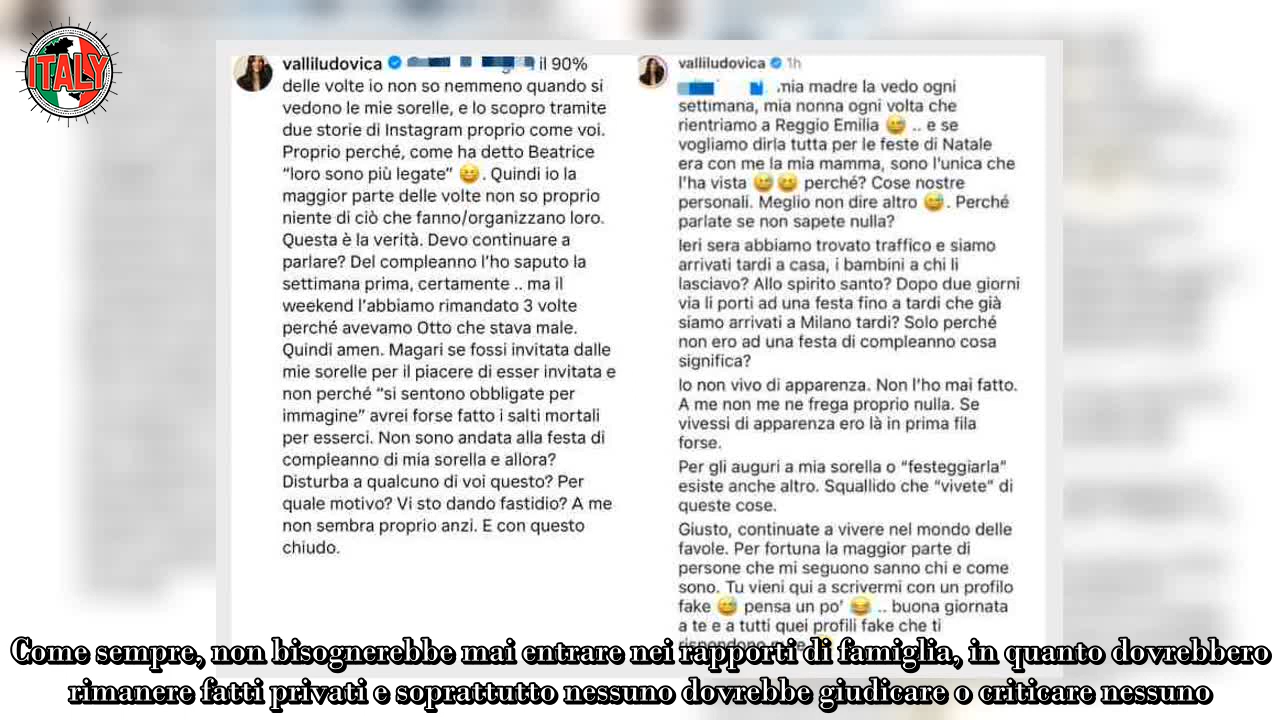 ITALY
valliludovica il 90%
delle volte io non so nemmeno quando si
vedono le mie sorelle, e lo scopro tramite
due storie di Instagram proprio come voi.
Proprio perché, come ha detto Beatrice
“loro sono più legate” 😄. Quindi io la
maggior parte delle volte non so proprio
niente di ciò che fanno/organizzano loro.
Questa è la verità. Devo continuare a
parlare? Del compleanno l’ho saputo la
settimana prima, certamente .. ma il
weekend l’abbiamo rimandato 3 volte
perché avevamo Otto che stava male.
Quindi amen. Magari se fossi invitata dalle
mie sorelle per il piacere di esser invitata e
non perché “si sentono obbligate per
immagine” avrei forse fatto i salti mortali
per esserci. Non sono andata alla festa di
compleanno di mia sorella e allora?
Disturba a qualcuno di voi questo? Per
quale motivo? Vi sto dando fastidio? A me
non sembra proprio anzi. E con questo
chiudo.
valliludovica 1h
mia madre la vedo ogni
settimana, mia nonna ogni volta che
rientriamo a Reggio Emilia 😅 .. e se
vogliamo dirla tutta per le feste di Natale
era con me la mia mamma, sono l’unica che
l’ha vista 😅😄 perché? Cose nostre
personali. Meglio non dire altro 😅. Perché
parlate se non sapete nulla?
Ieri sera abbiamo trovato traffico e siamo
arrivati tardi a casa, i bambini a chi li
lasciavo? Allo spirito santo? Dopo due giorni
via li porti ad una festa fino a tardi che già
siamo arrivati a Milano tardi? Solo perché
non ero ad una festa di compleanno cosa
significa?
Io non vivo di apparenza. Non l’ho mai fatto.
A me non me ne frega proprio nulla. Se
vivessi di apparenza ero là in prima fila
forse.
Per gli auguri a mia sorella o “festeggiarla”
esiste anche altro. Squallido che “vivete” di
queste cose.
Giusto, continuate a vivere nel mondo delle
favole. Per fortuna la maggior parte di
persone che mi seguono sanno chi e come
sono. Tu vieni qui a scrivermi con un profilo
fake 😅 pensa un po’ 😂 .. buona giornata
a te e a tutti quei profili fake che ti
Come sempre, non bisognerebbe mai entrare nei rapporti di famiglia, in quanto dovrebbero
rimanere fatti privati e soprattutto nessuno dovrebbe giudicare o criticare nessuno